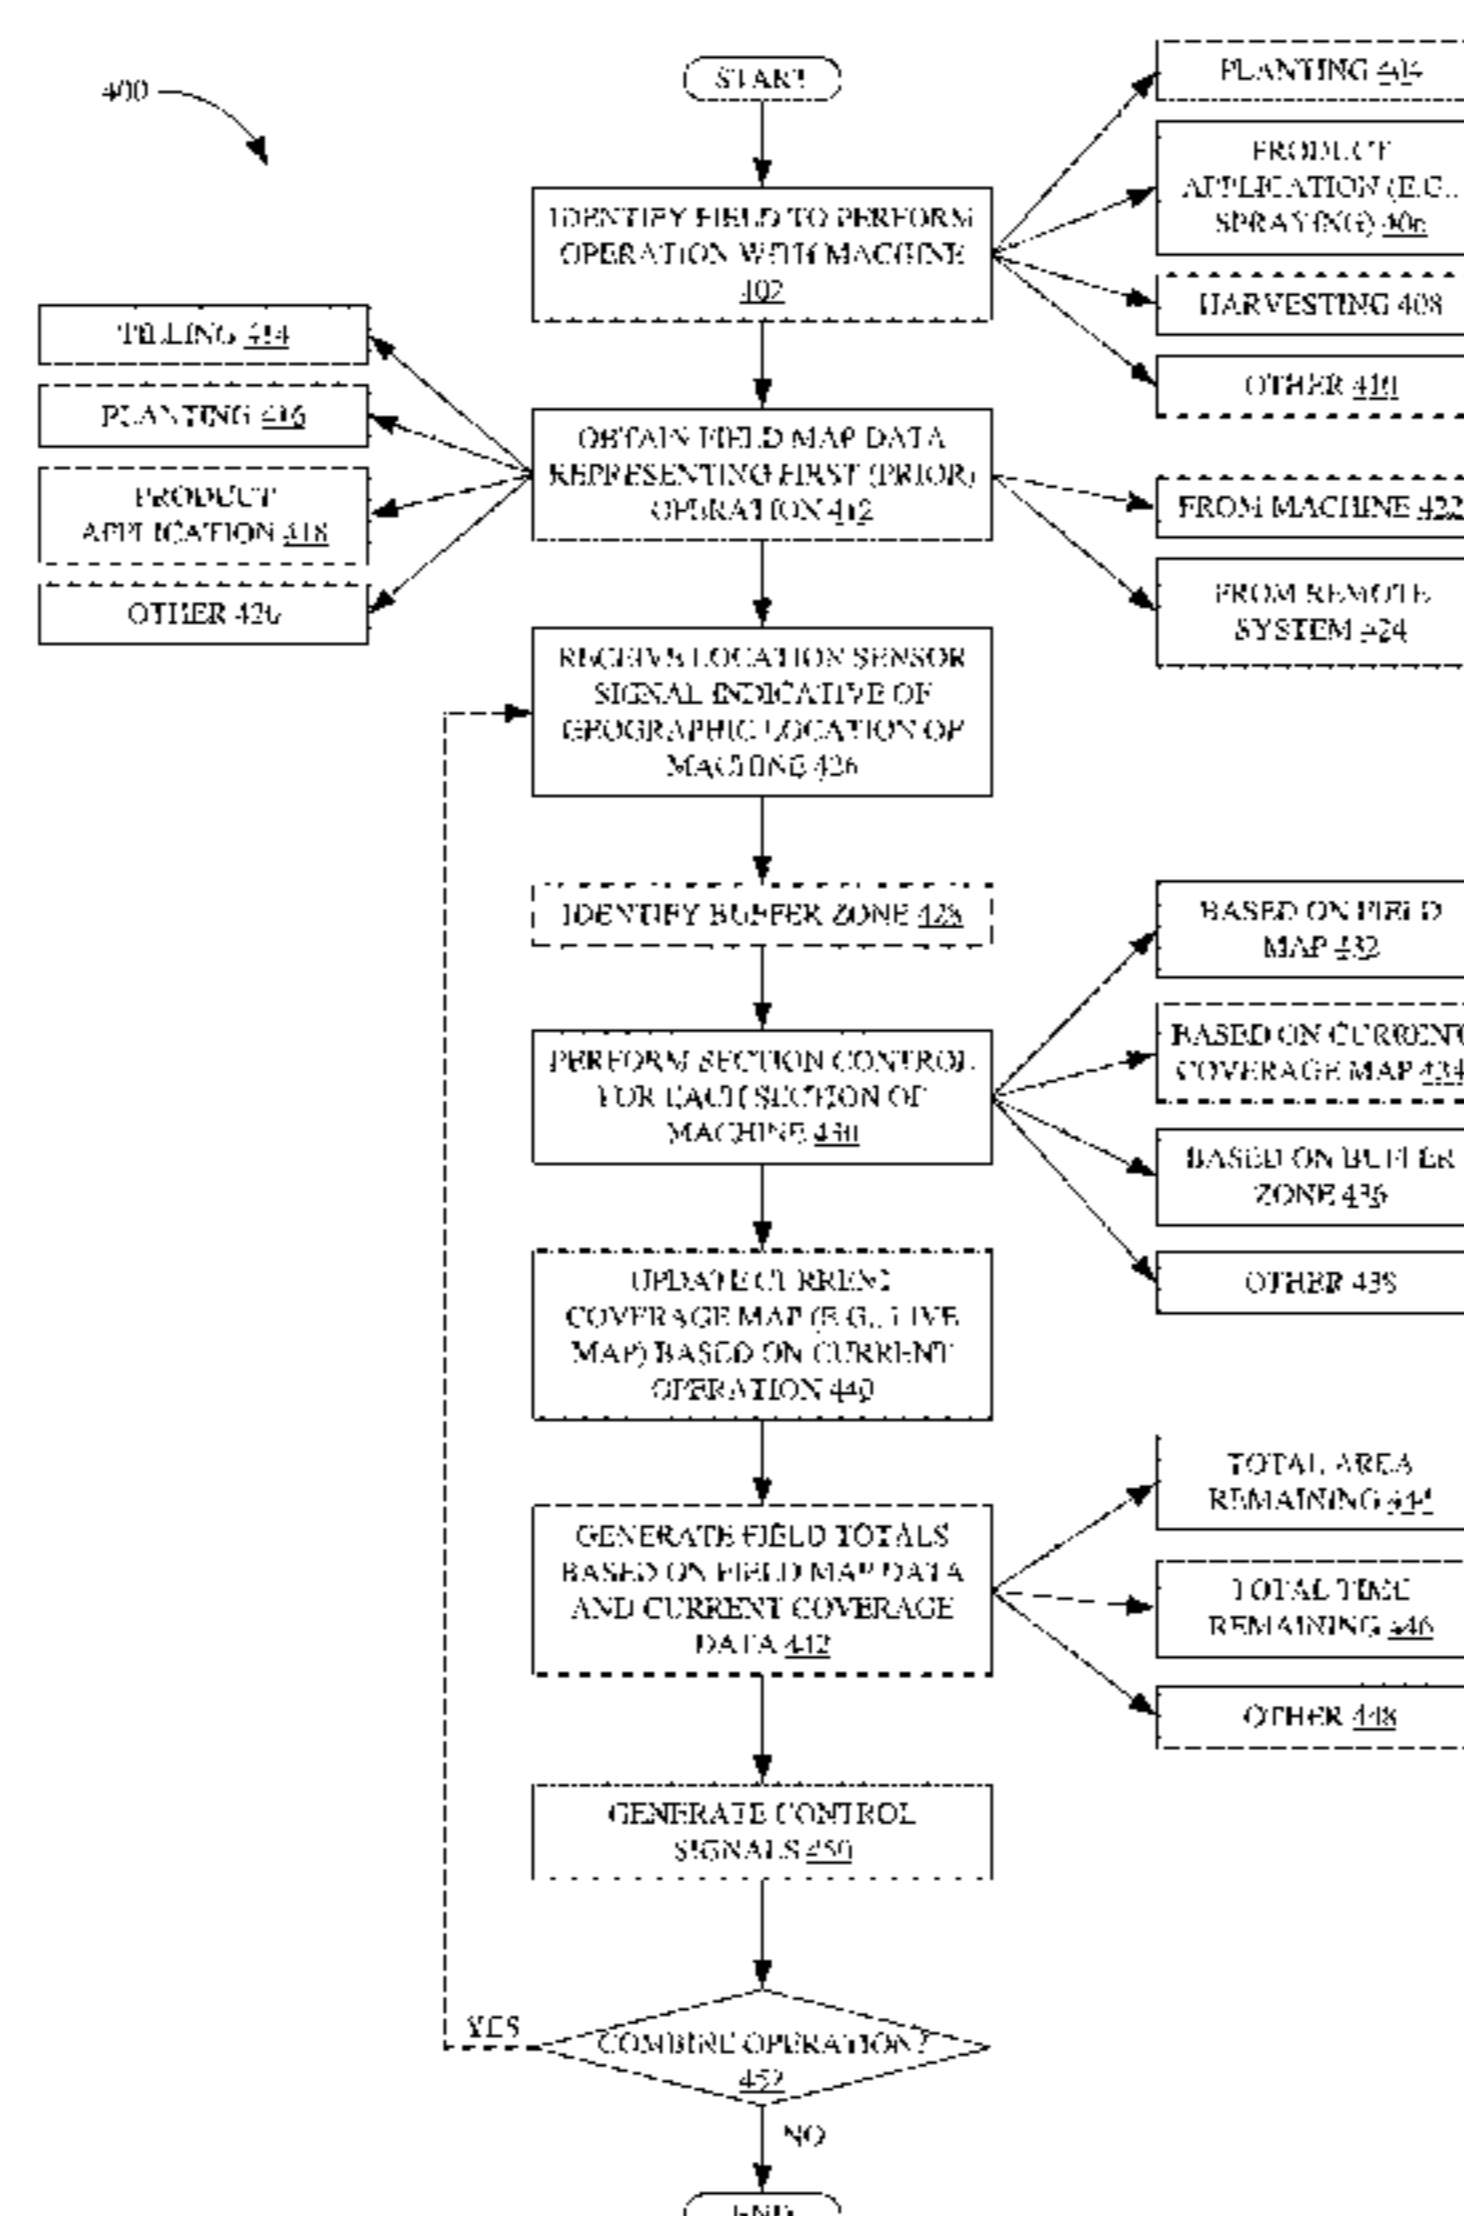 400
START
IDENTIFY FIELD TO PERFORM
OPERATION WITH MACHINE
402
PLANTING 404
PRODUCT
APPLICATION (E.G.,
SPRAYING) 406
HARVESTING 408
OTHER 410
OBTAIN FIELD MAP DATA
REPRESENTING FIRST (PRIOR)
OPERATION 412
TILLING 414
PLANTING 416
PRODUCT
APPLICATION 418
OTHER 420
FROM MACHINE 422
FROM REMOTE
SYSTEM 424
RECEIVE LOCATION SENSOR
SIGNAL INDICATIVE OF
GEOGRAPHIC LOCATION OF
MACHINE 426
IDENTIFY BUFFER ZONE 428
PERFORM SECTION CONTROL
FOR EACH SECTION OF
MACHINE 430
BASED ON FIELD
MAP 432
BASED ON CURRENT
COVERAGE MAP 434
BASED ON BUFFER
ZONE 436
OTHER 438
UPDATE CURRENT
COVERAGE MAP (E.G., LIVE
MAP) BASED ON CURRENT
OPERATION 440
GENERATE FIELD TOTALS
BASED ON FIELD MAP DATA
AND CURRENT COVERAGE
DATA 442
TOTAL AREA
REMAINING 444
TOTAL TIME
REMAINING 446
OTHER 448
GENERATE CONTROL
SIGNALS 450
OPERATION?
452
YES
NO
END